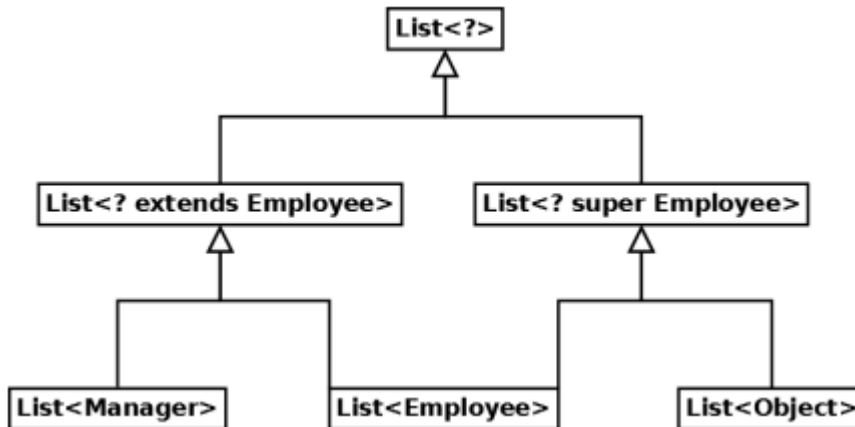 List<?>
List<? extends Employee>
List<? super Employee>
List<Manager>
List<Employee>
List<Object>